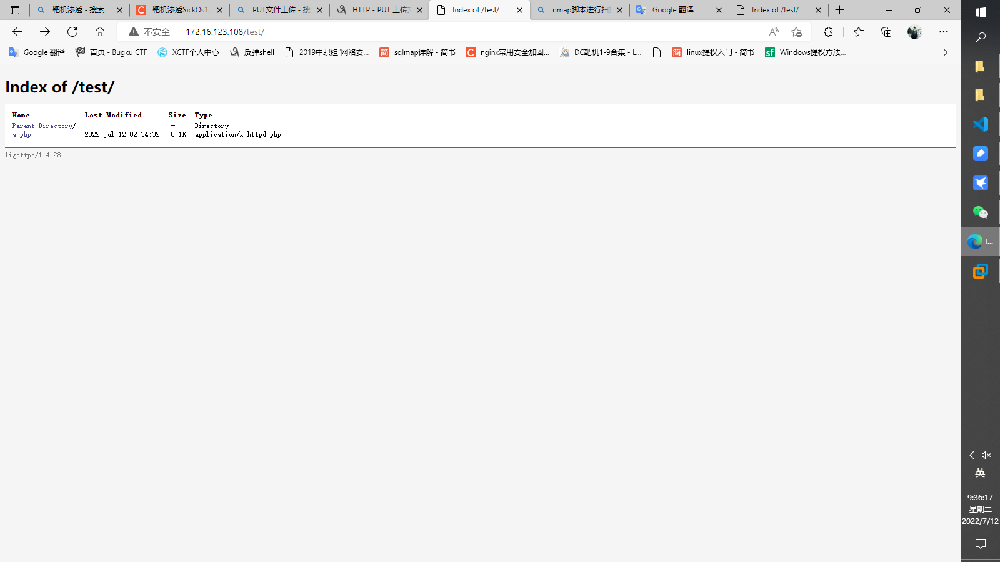 靶机渗透 - 搜索
靶机渗透SickOs1.
PUT文件上传 - 搜
HTTP - PUT 上传
Index of /test/
nmap脚本进行扫
Google 翻译
Index of /test/
不安全
172.16.123.108/test/
Google 翻译
首页 - Bugku CTF
XCTF个人中心
反弹shell
2019中职组“网络安...
sqlmap详解 - 简书
nginx常用安全加固...
DC靶机1-9合集 - L...
linux提权入门 - 简书
Windows提权方法...
Index of /test/
Name Last Modified Size Type
Parent Directory/ - Directory
a.php 2022-Jul-12 02:34:32 0.1K application/x-httpd-php
lighttpd/1.4.28
I...
英
9:36:17
星期二
2022/7/12